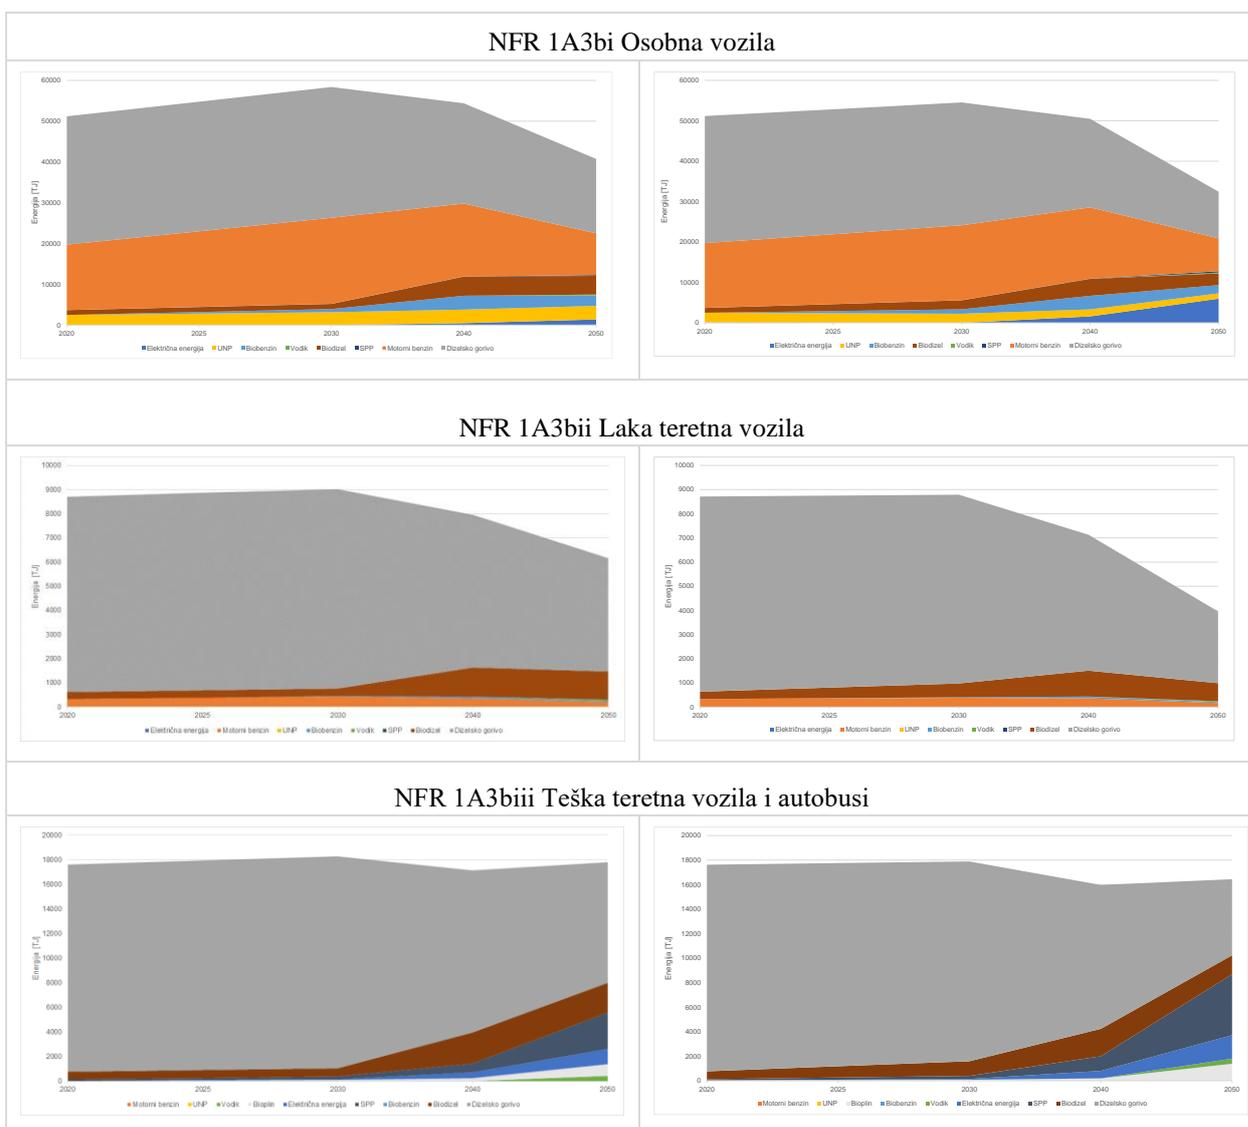 NFR 1A3bi Osobna vozila
60000
50000
40000
30000
20000
10000
0
Energija [TJ]
2020 2025 2030 2040 2050
Električna energija UNP Biobenzin Vodik Biodizel SPP Motorni benzin Dizelsko gorivo
60000
50000
40000
30000
20000
10000
0
Energija [TJ]
2020 2025 2030 2040 2050
Električna energija UNP Biobenzin Biodizel Vodik SPP Motorni benzin Dizelsko gorivo
NFR 1A3bii Laka teretna vozila
10000
9000
8000
7000
6000
5000
4000
3000
2000
1000
0
Energija [TJ]
2020 2025 2030 2040 2050
Električna energija Motorni benzin UNP Biobenzin Vodik SPP Biodizel Dizelsko gorivo
10000
9000
8000
7000
6000
5000
4000
3000
2000
1000
0
Energija [TJ]
2020 2025 2030 2040 2050
Električna energija Motorni benzin UNP Biobenzin Vodik SPP Biodizel Dizelsko gorivo
NFR 1A3biii Teška teretna vozila i autobusi
20000
18000
16000
14000
12000
10000
8000
6000
4000
2000
0
Energija [TJ]
2020 2025 2030 2040 2050
Motorni benzin UNP Vodik Bioplin Električna energija SPP Biobenzin Biodizel Dizelsko gorivo
20000
18000
16000
14000
12000
10000
8000
6000
4000
2000
0
Energija [TJ]
2020 2025 2030 2040 2050
Motorni benzin UNP Bioplin Biobenzin Vodik Električna energija SPP Biodizel Dizelsko gorivo